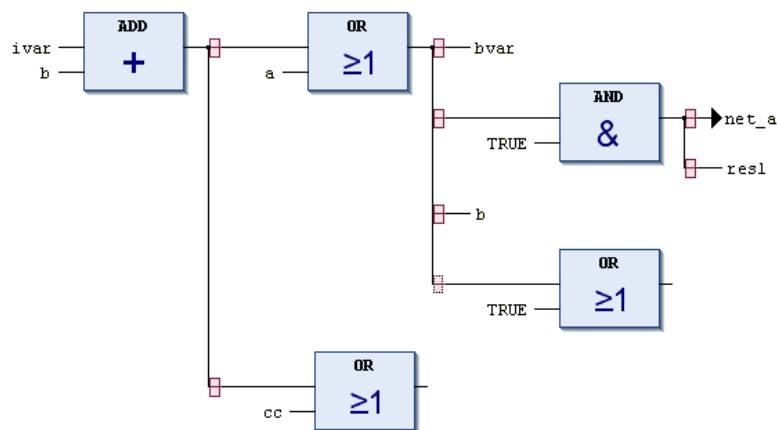 ADD
OR
ivar
+
bvar
b
a
≥1
AND
net_a
&
TRUE
resl
b
OR
≥1
TRUE
OR
cc
≥1